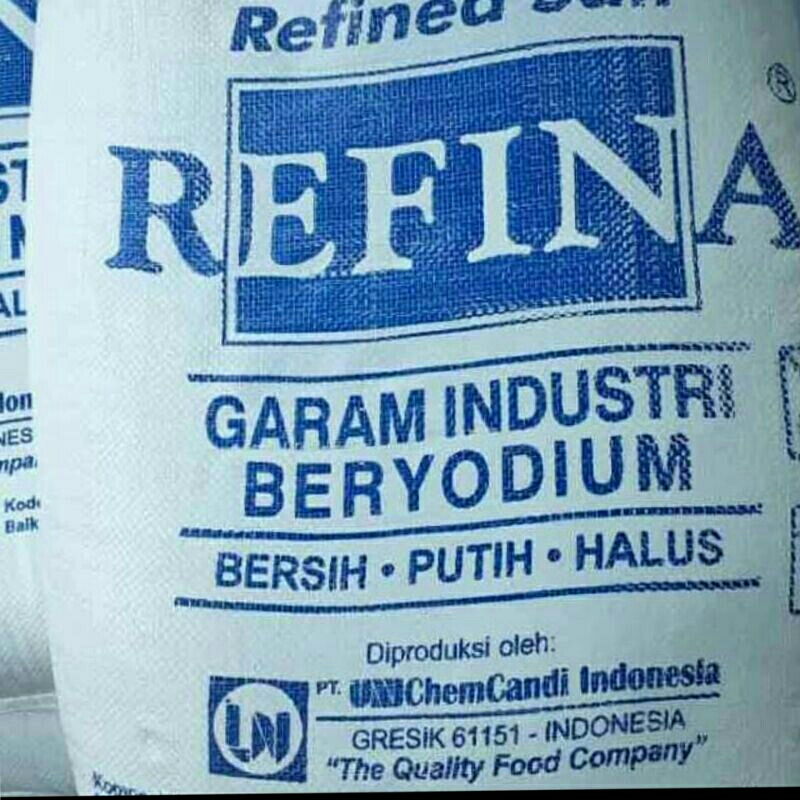 Refined
REFINA
®
GARAM INDUSTRI
BERYODIUM
BERSIH • PUTIH • HALUS
Diproduksi oleh:
PT. UNIChemCandi Indonesia
GRESIK 61151 - INDONESIA
"The Quality Food Company"